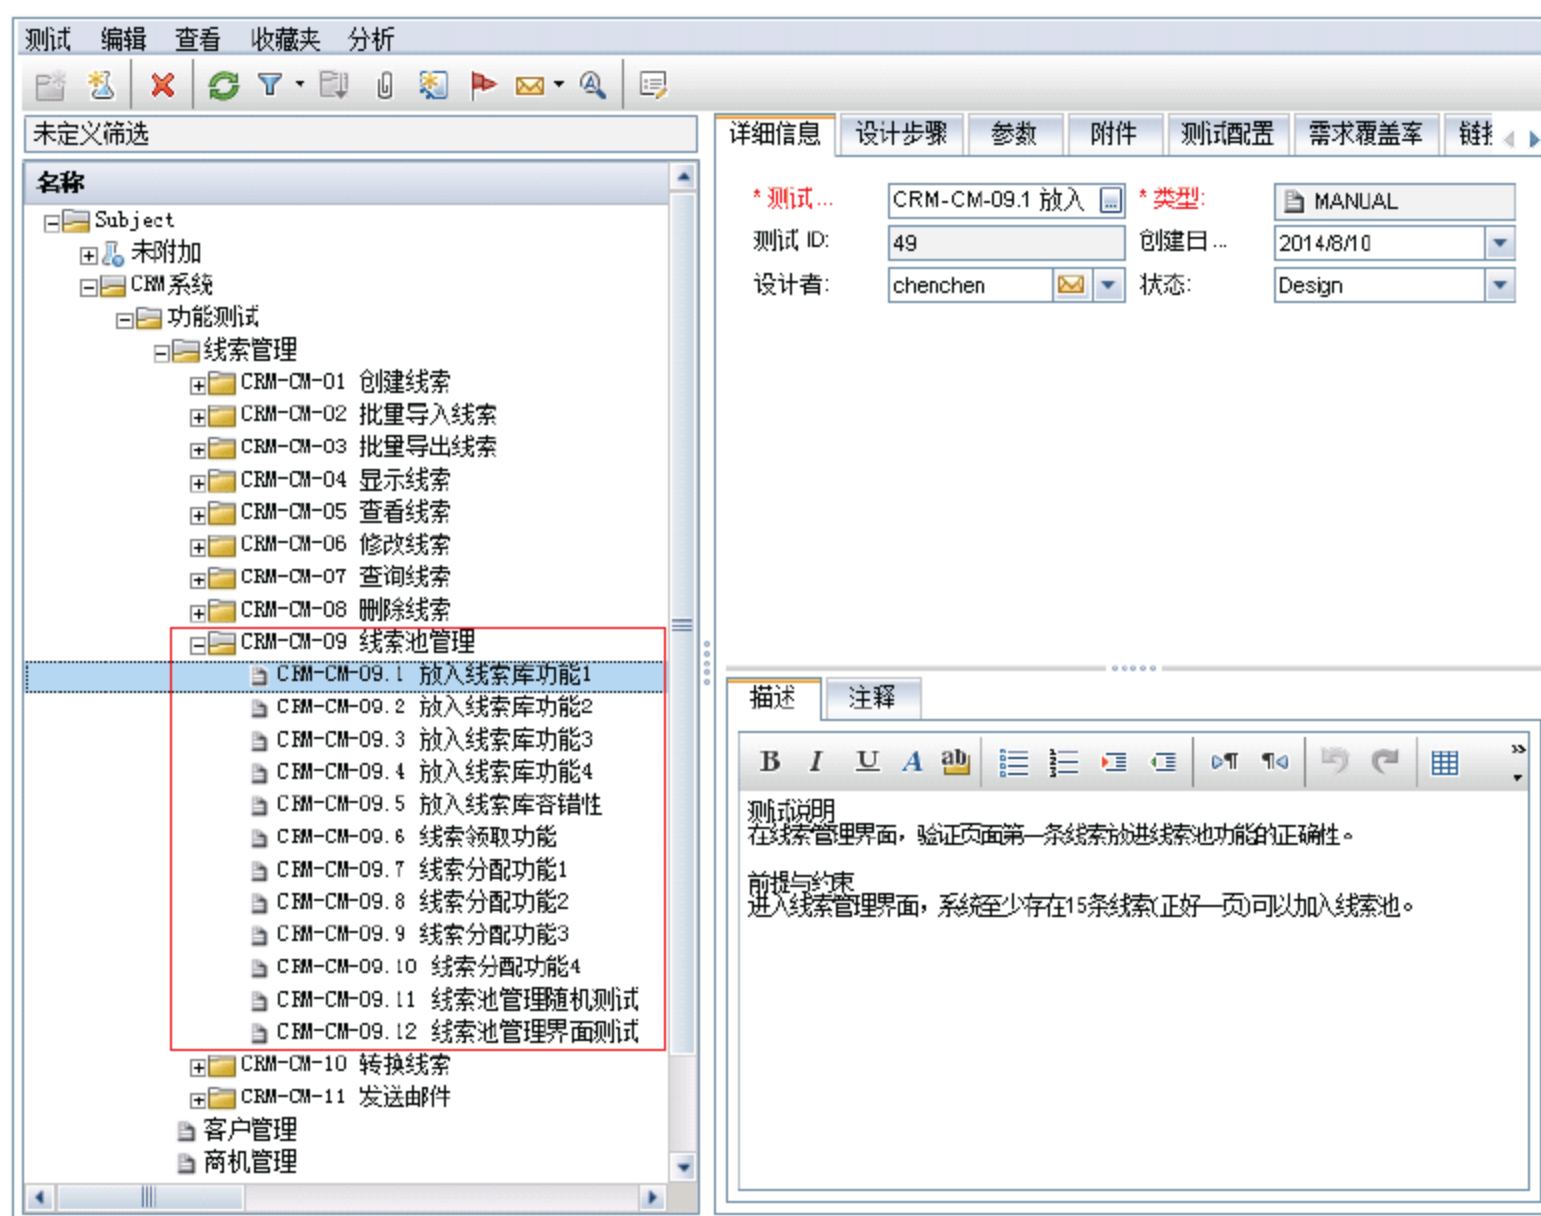 测试 编辑 查看 收藏夹 分析
未定义筛选
名称
Subject
未附加
CRM系统
功能测试
线索管理
CRM-CM-01 创建线索
CRM-CM-02 批量导入线索
CRM-CM-03 批量导出线索
CRM-CM-04 显示线索
CRM-CM-05 查看线索
CRM-CM-06 修改线索
CRM-CM-07 查询线索
CRM-CM-08 删除线索
CRM-CM-09 线索池管理
CRM-CM-09.1 放入线索库功能1
CRM-CM-09.2 放入线索库功能2
CRM-CM-09.3 放入线索库功能3
CRM-CM-09.4 放入线索库功能4
CRM-CM-09.5 放入线索库容错性
CRM-CM-09.6 线索领取功能
CRM-CM-09.7 线索分配功能1
CRM-CM-09.8 线索分配功能2
CRM-CM-09.9 线索分配功能3
CRM-CM-09.10 线索分配功能4
CRM-CM-09.11 线索池管理随机测试
CRM-CM-09.12 线索池管理界面测试
CRM-CM-10 转换线索
CRM-CM-11 发送邮件
客户管理
商机管理
详细信息 设计步骤 参数 附件 测试配置 需求覆盖率 链
* 测试... CRM-CM-09.1 放入 * 类型: MANUAL
测试 ID: 49 创建日... 2014/8/10
设计者: chenchen 状态: Design
描述 注释
B I U A ab
测试说明
在线索管理界面，验证页面第一条线索放进线索池功能的正确性。
前提与约束
进入线索管理界面，系统至少存在15条线索(正好一页)可以加入线索池。